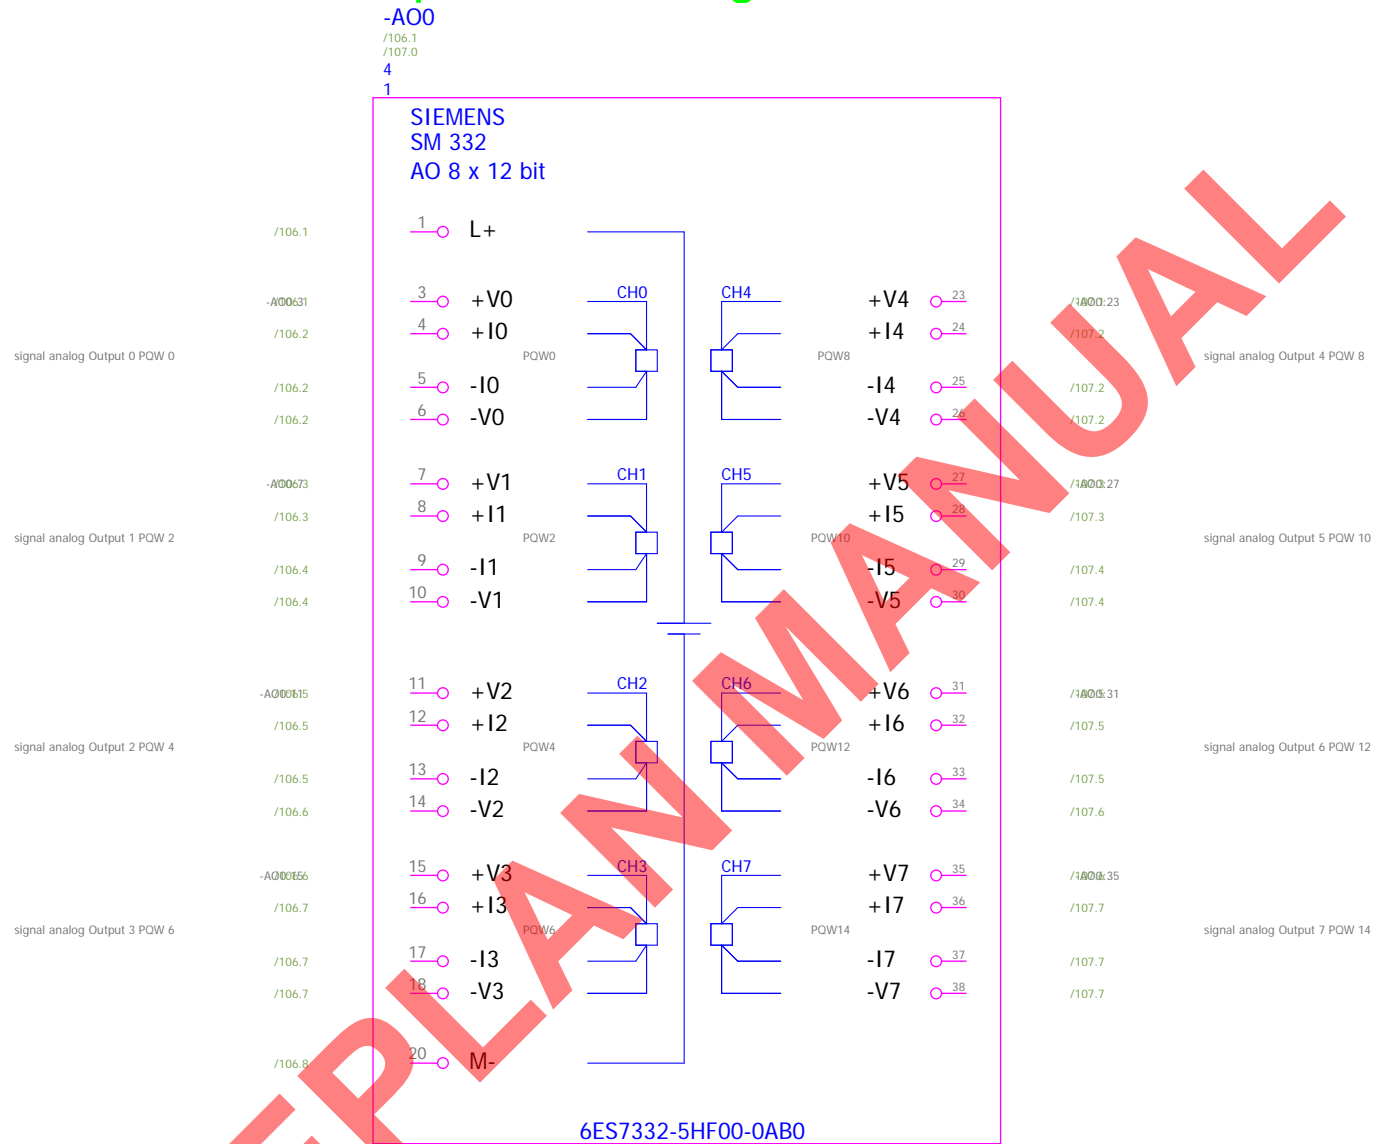 -AO0
/106.1
/107.0
4
1
SIEMENS
SM 332
AO 8 x 12 bit
/106.1 1 L+
3 +V0 CH0 CH4 +V4 23
/106.2 4 +I0 +I4 24 /107.2
signal analog Output 0 PQW 0 PQW0 PQW8 signal analog Output 4 PQW 8
/106.2 5 -I0 -I4 25 /107.2
/106.2 6 -V0 -V4 26 /107.2
7 +V1 CH1 CH5 +V5 27
/106.3 8 +I1 +I5 28 /107.3
signal analog Output 1 PQW 2 PQW2 PQW10 signal analog Output 5 PQW 10
/106.4 9 -I1 -I5 29 /107.4
/106.4 10 -V1 -V5 30 /107.4
11 +V2 CH2 CH6 +V6 31
/106.5 12 +I2 +I6 32 /107.5
signal analog Output 2 PQW 4 PQW4 PQW12 signal analog Output 6 PQW 12
/106.5 13 -I2 -I6 33 /107.5
/106.6 14 -V2 -V6 34 /107.6
15 +V3 CH3 CH7 +V7 35
/106.7 16 +I3 +I7 36 /107.7
signal analog Output 3 PQW 6 PQW6 PQW14 signal analog Output 7 PQW 14
/106.7 17 -I3 -I7 37 /107.7
/106.7 18 -V3 -V7 38 /107.7
/106.8 20 M-
6ES7332-5HF00-0AB0
EPLAN MANUAL